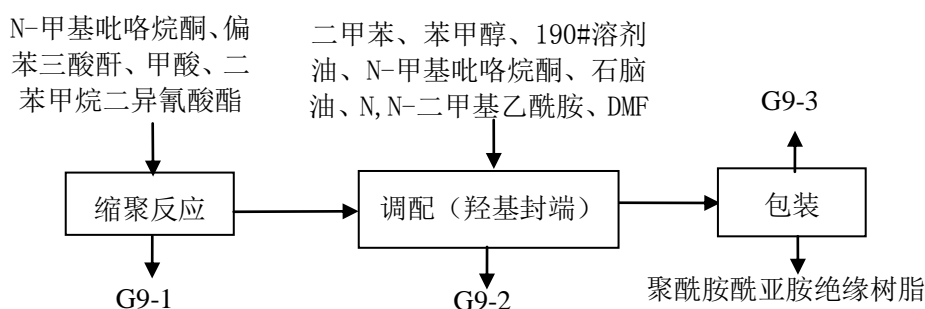 N-甲基吡咯烷酮、偏
苯三酸酐、甲酸、二
苯甲烷二异氰酸酯
二甲苯、苯甲醇、190#溶剂
油、N-甲基吡咯烷酮、石脑
油、N,N-二甲基乙酰胺、DMF
G9-3
缩聚反应
调配（羟基封端）
包装
G9-1
G9-2
聚酰胺酰亚胺绝缘树脂